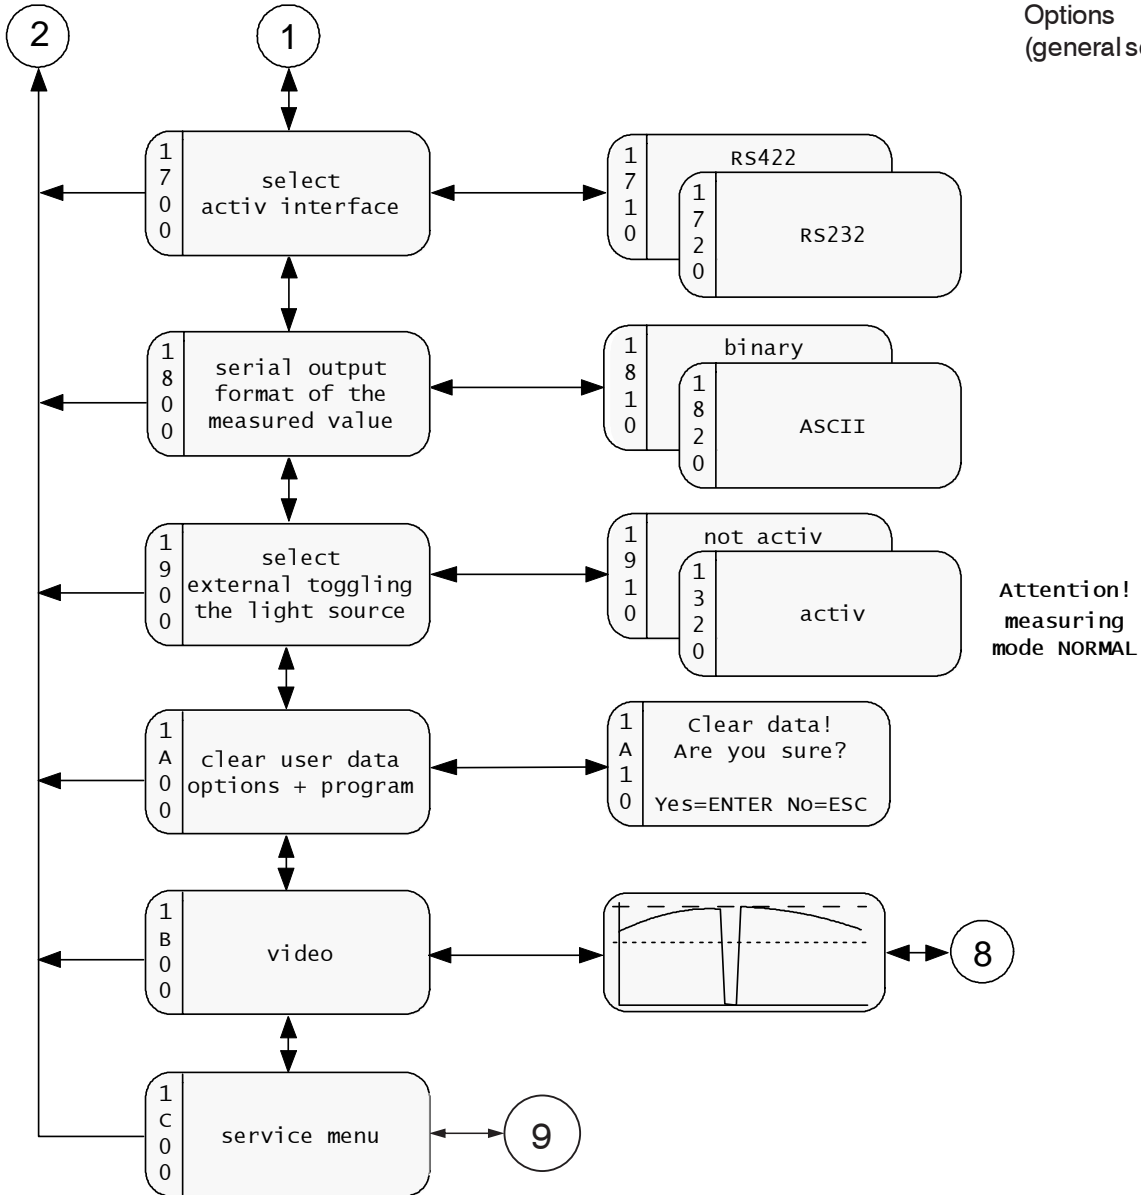 2
1
Options
(general se
1
7
0
0
select
activ interface
1
7
1
0
RS422
1
7
2
0
RS232
1
8
0
0
serial output
format of the
measured value
1
8
1
0
binary
1
8
2
0
ASCII
1
9
0
0
select
external toggling
the light source
1
9
1
0
not activ
1
3
2
0
activ
Attention!
measuring
mode NORMAL
1
A
0
0
clear user data
options + program
1
A
1
0
Clear data!
Are you sure?
Yes=ENTER No=ESC
1
B
0
0
video
8
1
C
0
0
service menu
9